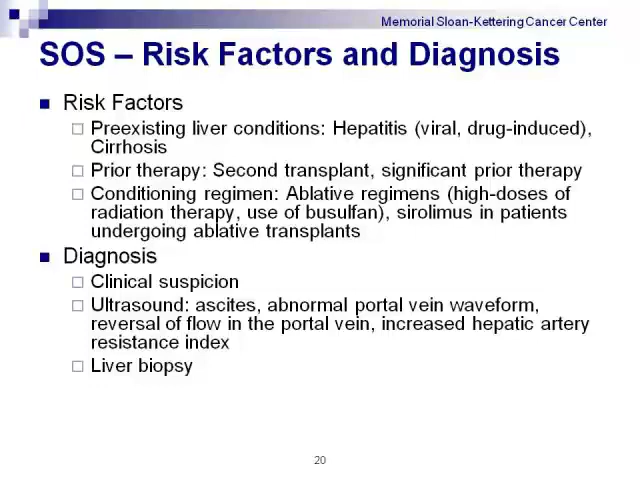 Memorial Sloan-Kettering Cancer Center
SOS – Risk Factors and Diagnosis
Risk Factors
Preexisting liver conditions: Hepatitis (viral, drug-induced),
Cirrhosis
Prior therapy: Second transplant, significant prior therapy
Conditioning regimen: Ablative regimens (high-doses of
radiation therapy, use of busulfan), sirolimus in patients
undergoing ablative transplants
Diagnosis
Clinical suspicion
Ultrasound: ascites, abnormal portal vein waveform,
reversal of flow in the portal vein, increased hepatic artery
resistance index
Liver biopsy
20